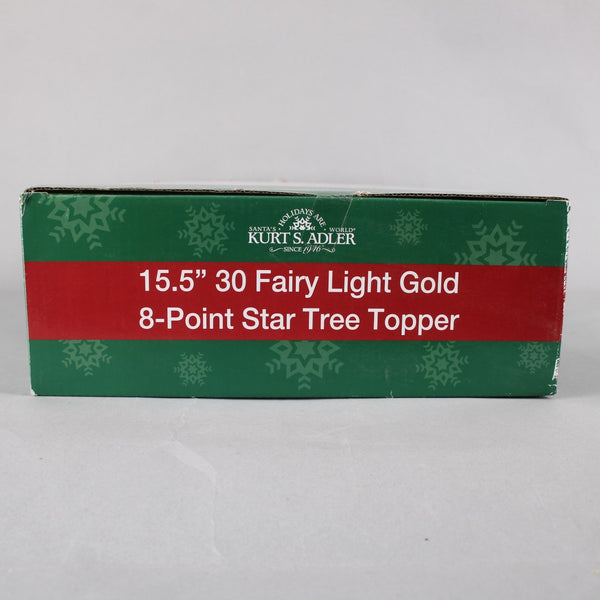 HOLIDAYS ARE
SANTA'S WORLD®
KURT S. ADLER
SINCE 1946
15.5” 30 Fairy Light Gold
8-Point Star Tree Topper